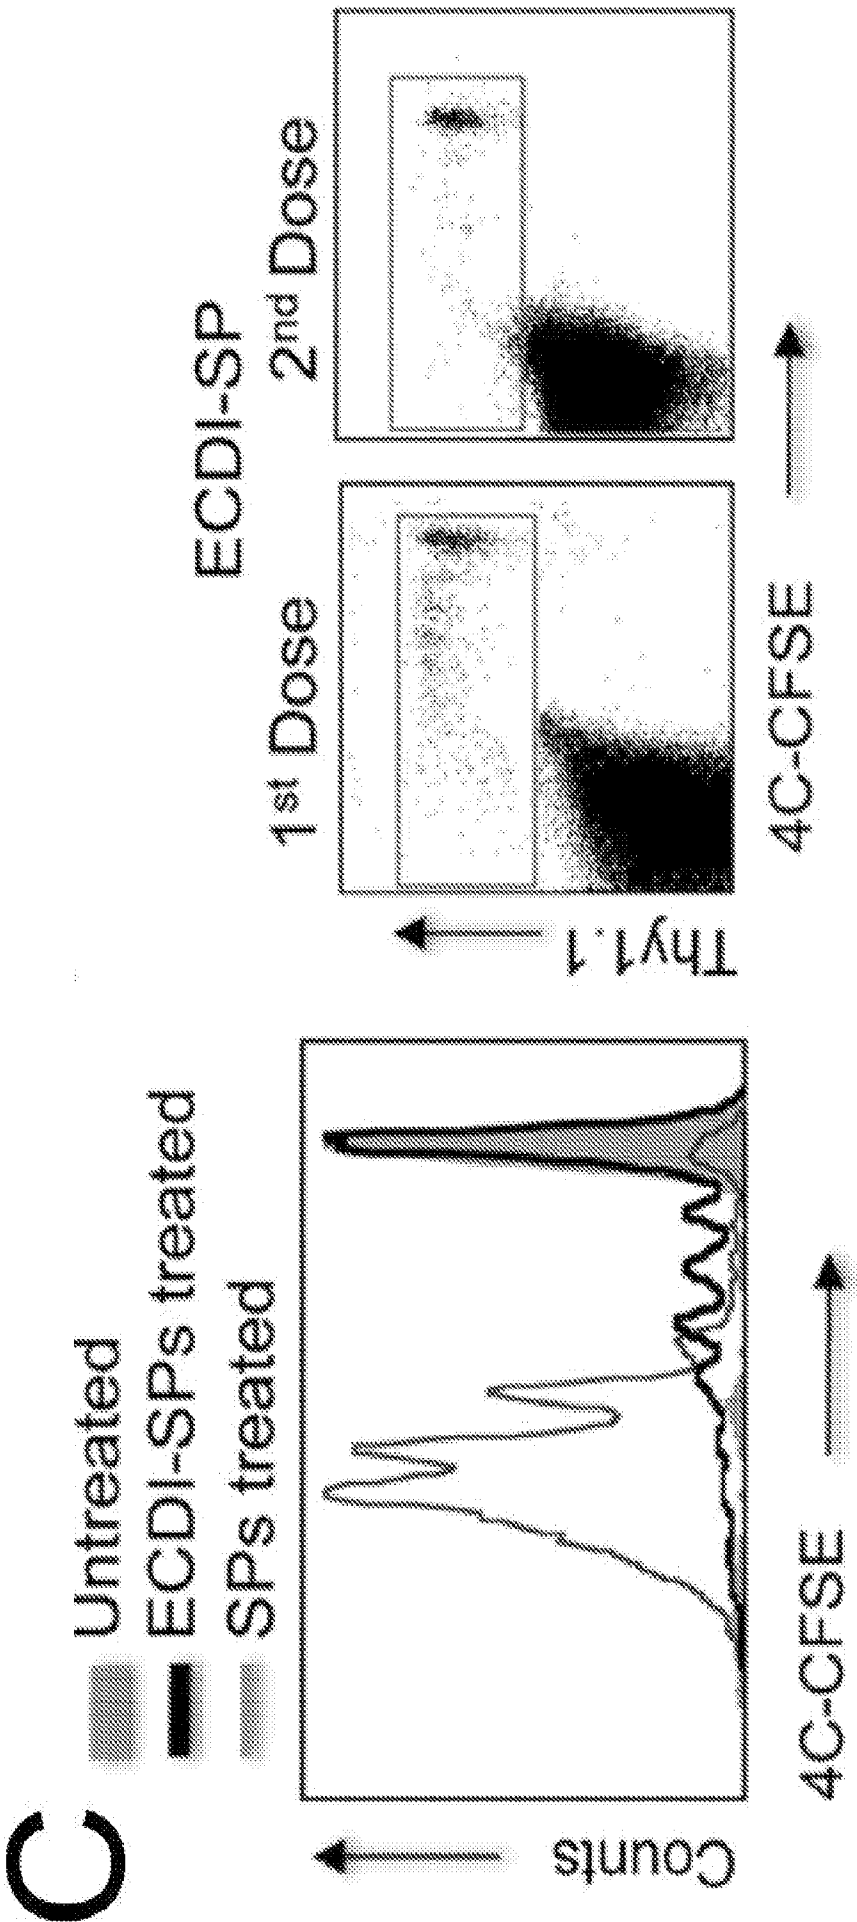 C
Untreated
ECDI-SPs treated
SPs treated
Counts
4C-CFSE
ECDI-SP
1st Dose
2nd Dose
Thy1.1
4C-CFSE